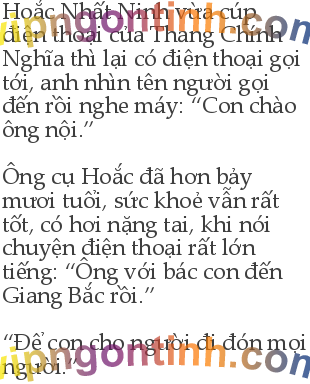 Hoắc Nhất Ninh vừa cúp
điện thoại của Thang Chính
Nghĩa thì lại có điện thoại gọi
tới, anh nhìn tên người gọi
đến rồi nghe máy: “Con chào
ông nội.”
Ông cụ Hoắc đã hơn bảy
mươi tuổi, sức khoẻ vẫn rất
tốt, có hơi nặng tai, khi nói
chuyện điện thoại rất lớn
tiếng: “Ông với bác con đến
Giang Bắc rồi.”
“Để con cho người đi đón mọi
người.”
vipngontinh.com
vipngontinh.com